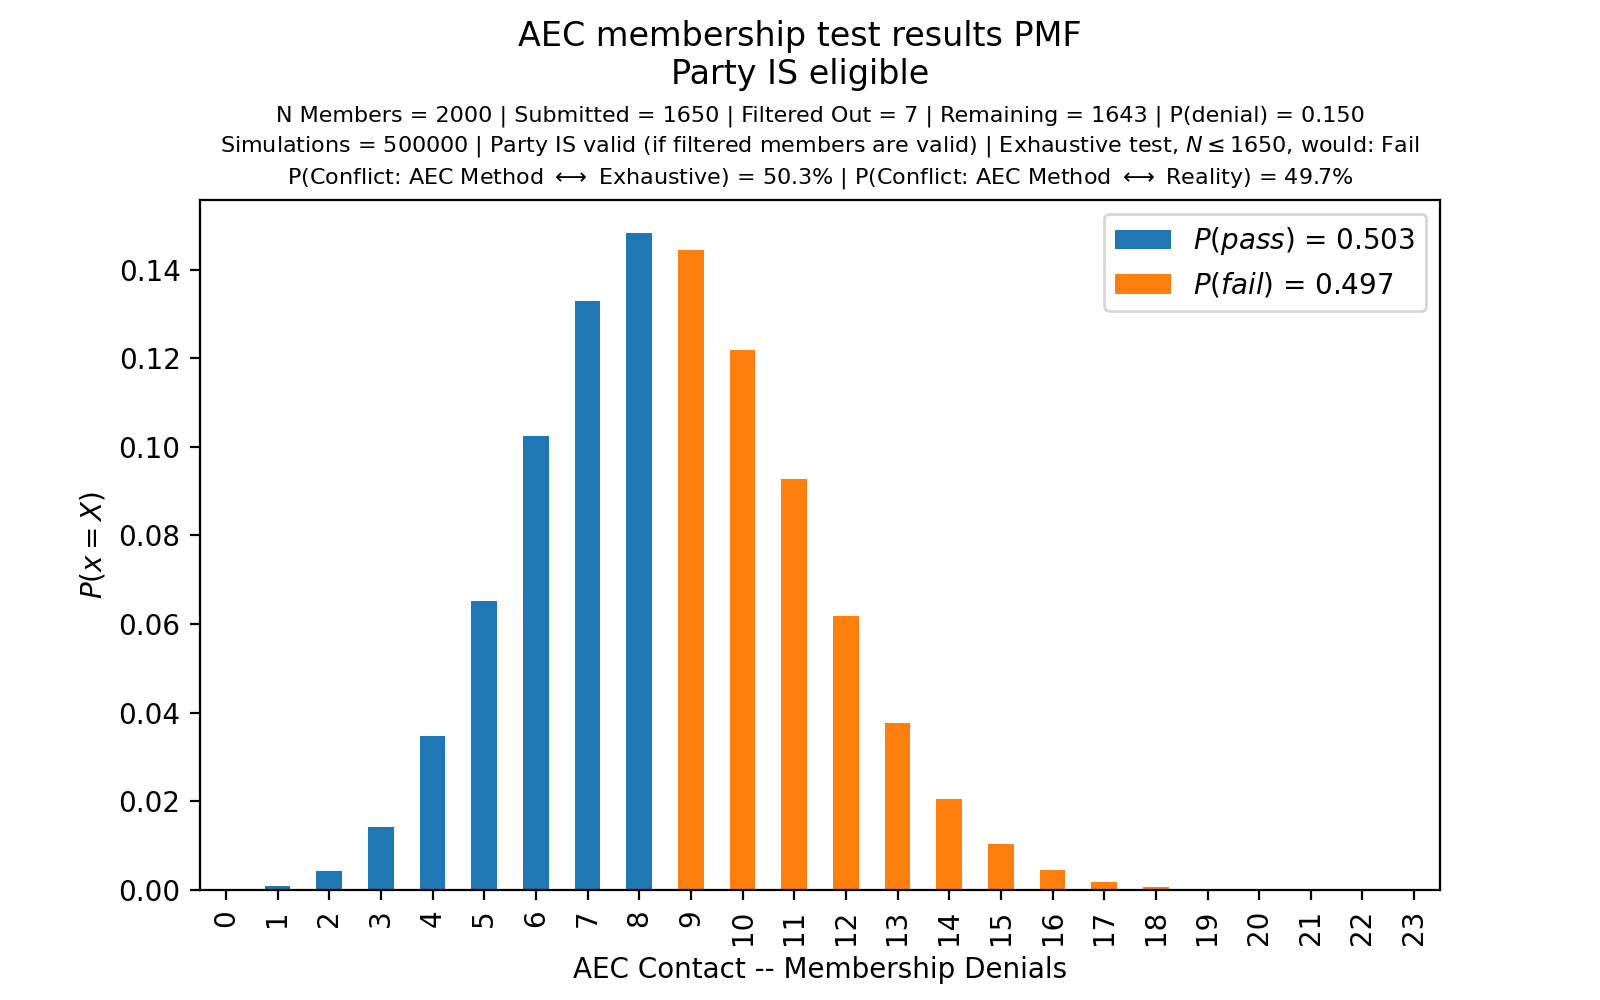 AEC membership test results PMF
Party IS eligible
N Members = 2000 | Submitted = 1650 | Filtered Out = 7 | Remaining = 1643 | P(denial) = 0.150
Simulations = 500000 | Party IS valid (if filtered members are valid) | Exhaustive test, N ≤ 1650, would: Fail
P(Conflict: AEC Method ⟷ Exhaustive) = 50.3% | P(Conflict: AEC Method ⟷ Reality) = 49.7%
P(pass) = 0.503
P(fail) = 0.497
P(x = X)
0.14
0.12
0.10
0.08
0.06
0.04
0.02
0.00
0 1 2 3 4 5 6 7 8 9 10 11 12 13 14 15 16 17 18 19 20 21 22 23
AEC Contact -- Membership Denials